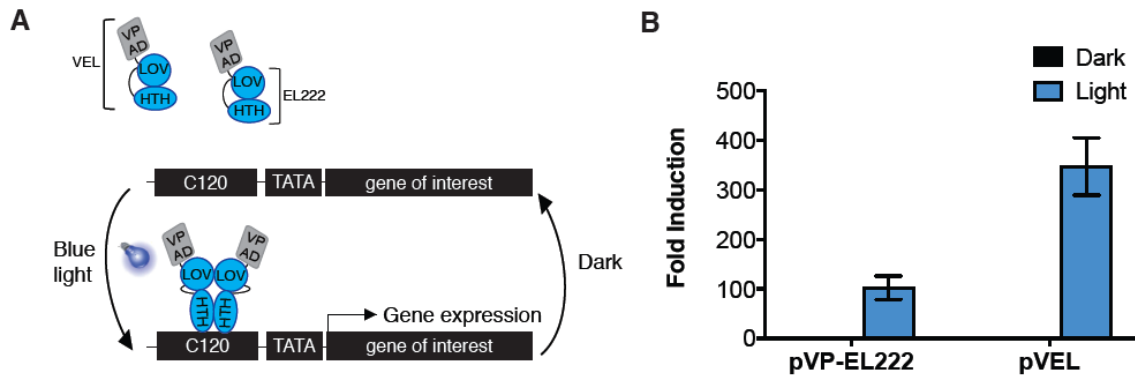 A
VP
AD
VEL
LOV
HTH
VP
AD
LOV
HTH
EL222
C120
TATA
gene of interest
Blue
light
VP
AD
VP
AD
LOV
LOV
HTH
HTH
Gene expression
Dark
C120
TATA
gene of interest
B
Dark
Light
Fold Induction
500
400
300
200
100
0
pVP-EL222
pVEL